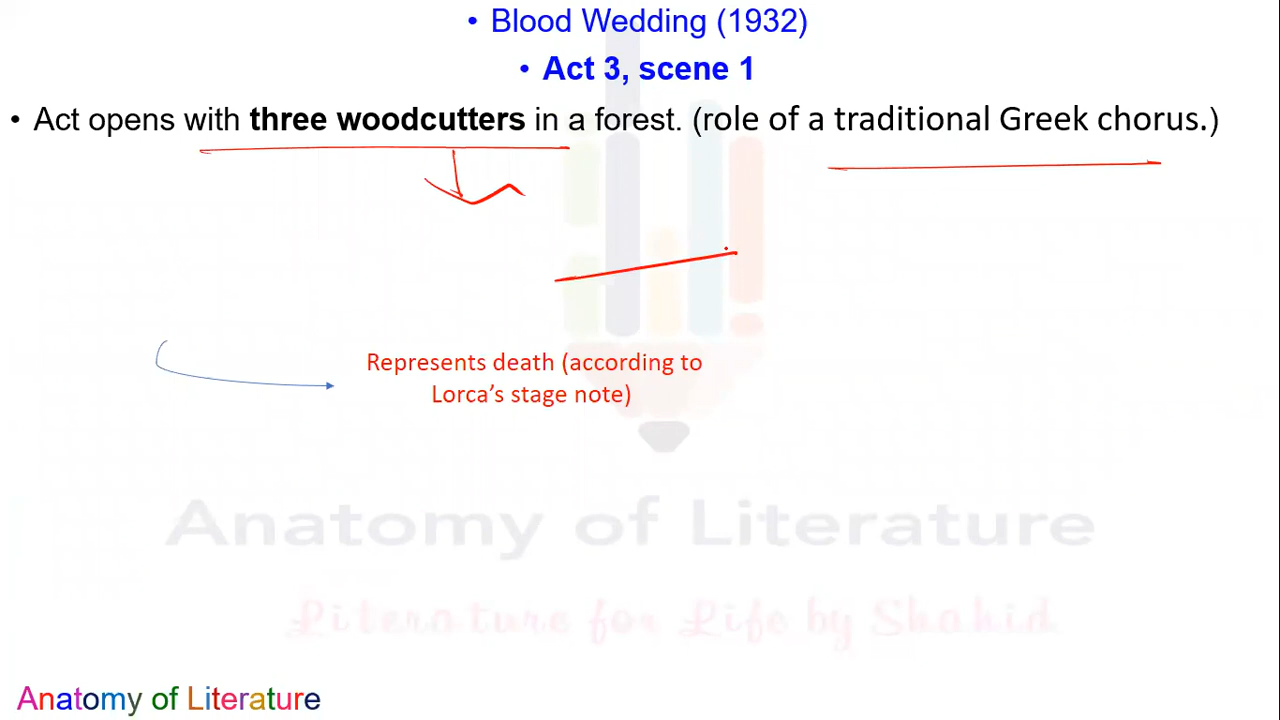 • Blood Wedding (1932)
• Act 3, scene 1
• Act opens with three woodcutters in a forest. (role of a traditional Greek chorus.)
Represents death (according to
Lorca’s stage note)
Anatomy of Literature
Literature for Life by Shahid
Anatomy of Literature